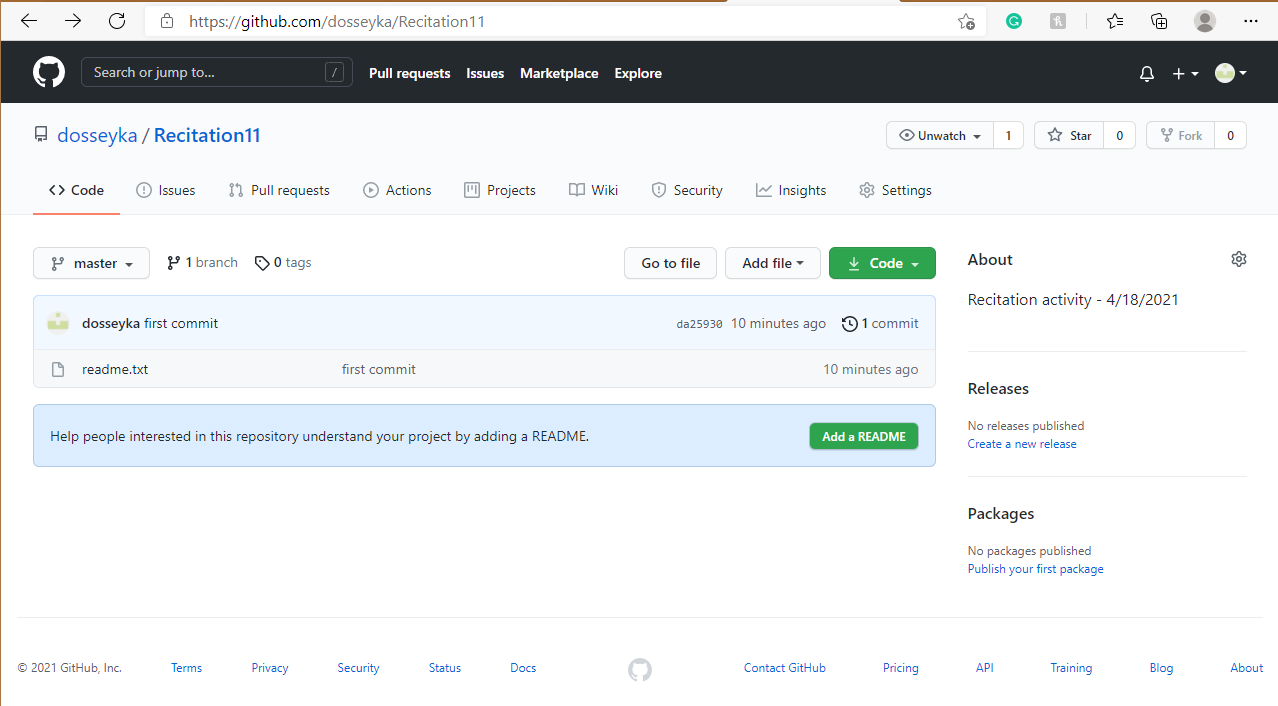 https://github.com/dosseyka/Recitation11
Search or jump to... / Pull requests Issues Marketplace Explore
dosseyka / Recitation11 Unwatch 1 Star 0 Fork 0
Code Issues Pull requests Actions Projects Wiki Security Insights Settings
master 1 branch 0 tags Go to file Add file Code
dosseyka first commit da25930 10 minutes ago 1 commit
readme.txt first commit 10 minutes ago
Help people interested in this repository understand your project by adding a README. Add a README
About
Recitation activity - 4/18/2021
Releases
No releases published
Create a new release
Packages
No packages published
Publish your first package
© 2021 GitHub, Inc. Terms Privacy Security Status Docs Contact GitHub Pricing API Training Blog About